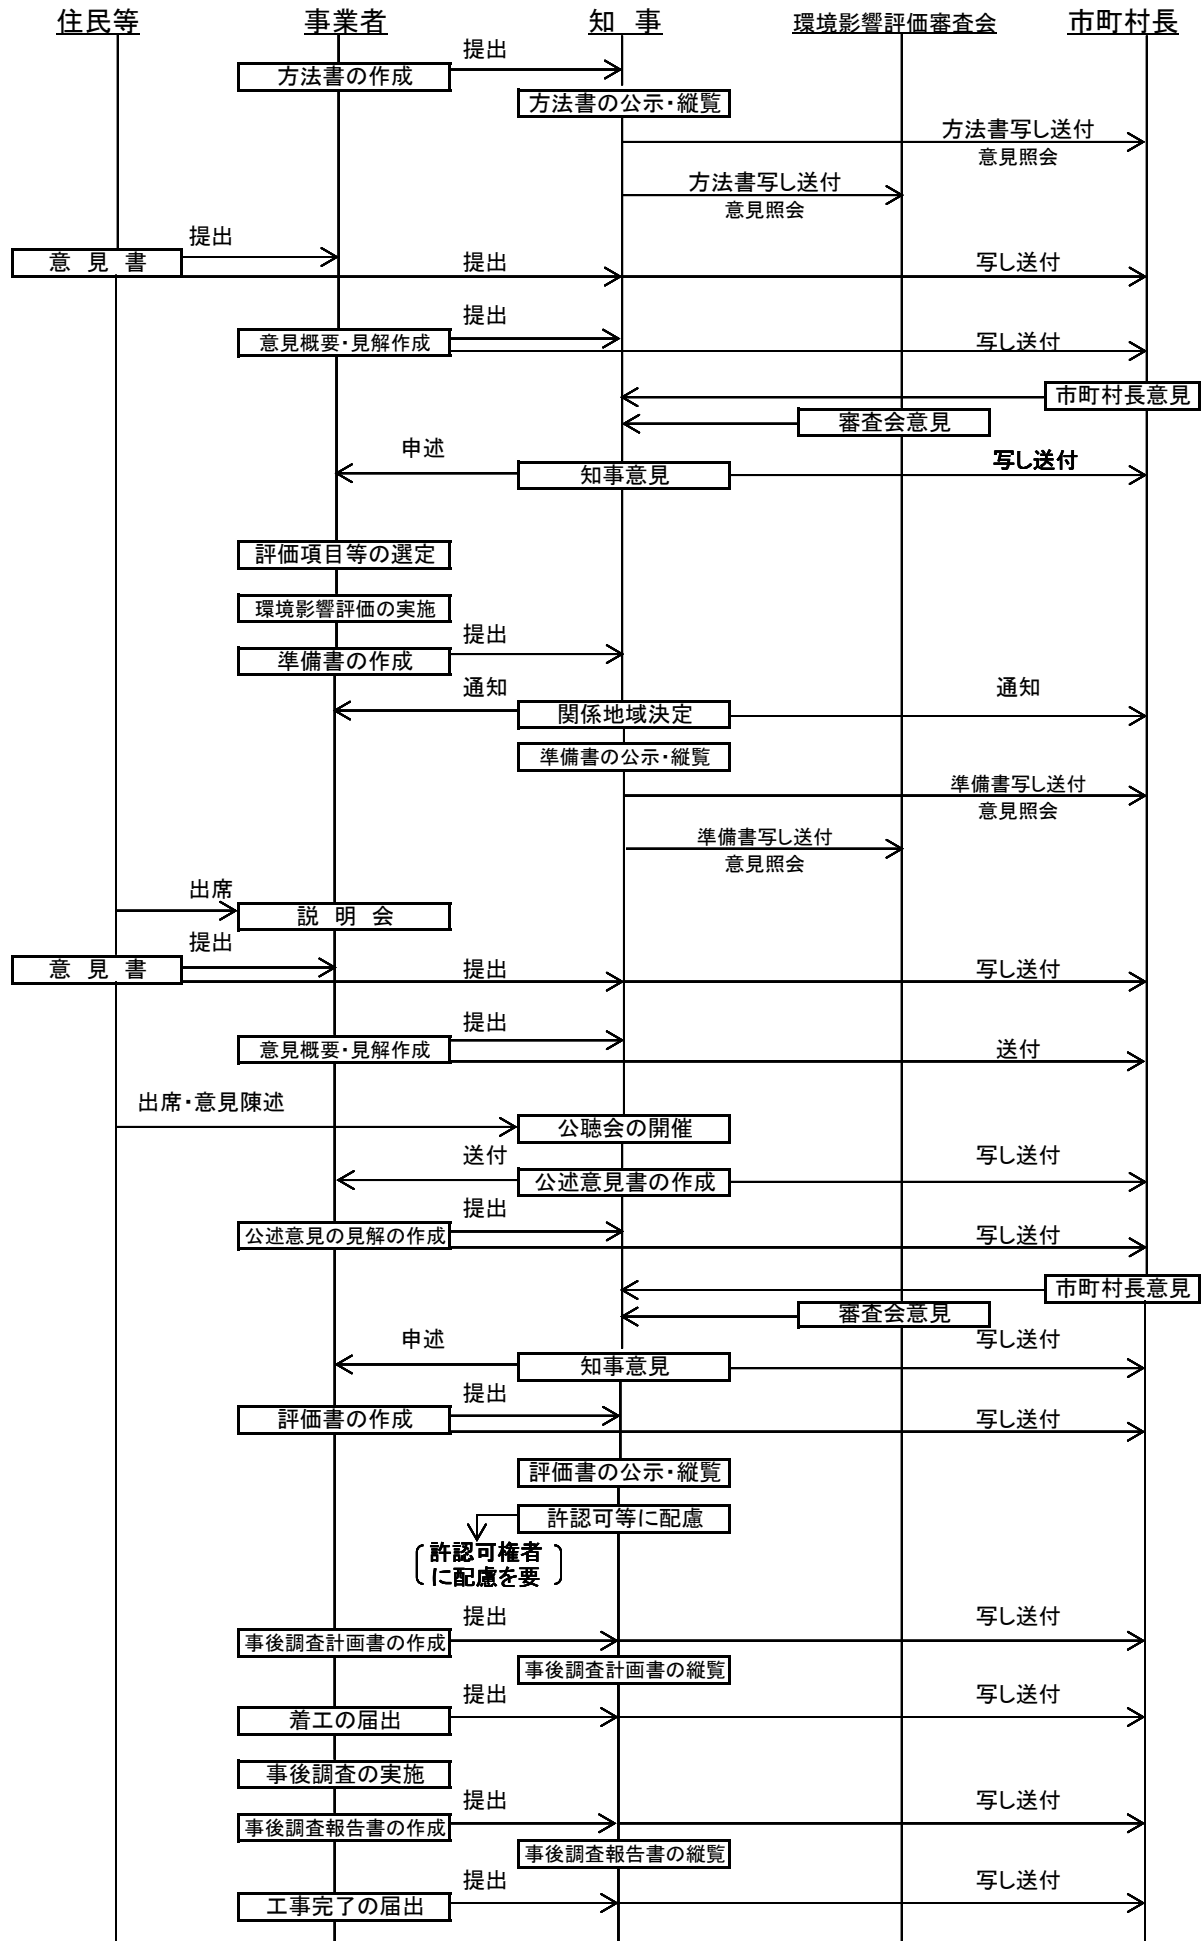 住民等
事業者
知　事
環境影響評価審査会
市町村長
提出
方法書の作成
方法書の公示・縦覧
方法書写し送付
意見照会
方法書写し送付
意見照会
提出
意　見　書
提出
写し送付
提出
意見概要・見解作成
写し送付
市町村長意見
審査会意見
申述
知事意見
写し送付
評価項目等の選定
環境影響評価の実施
提出
準備書の作成
通知
関係地域決定
通知
準備書の公示・縦覧
準備書写し送付
意見照会
準備書写し送付
意見照会
出席
説　明　会
提出
意　見　書
提出
写し送付
提出
意見概要・見解作成
送付
出席・意見陳述
公聴会の開催
送付
公述意見書の作成
写し送付
提出
公述意見の見解の作成
写し送付
市町村長意見
審査会意見
申述
知事意見
写し送付
提出
評価書の作成
写し送付
評価書の公示・縦覧
許認可等に配慮
許認可権者
に配慮を要
提出
写し送付
事後調査計画書の作成
事後調査計画書の縦覧
提出
写し送付
着工の届出
事後調査の実施
提出
写し送付
事後調査報告書の作成
事後調査報告書の縦覧
提出
写し送付
工事完了の届出